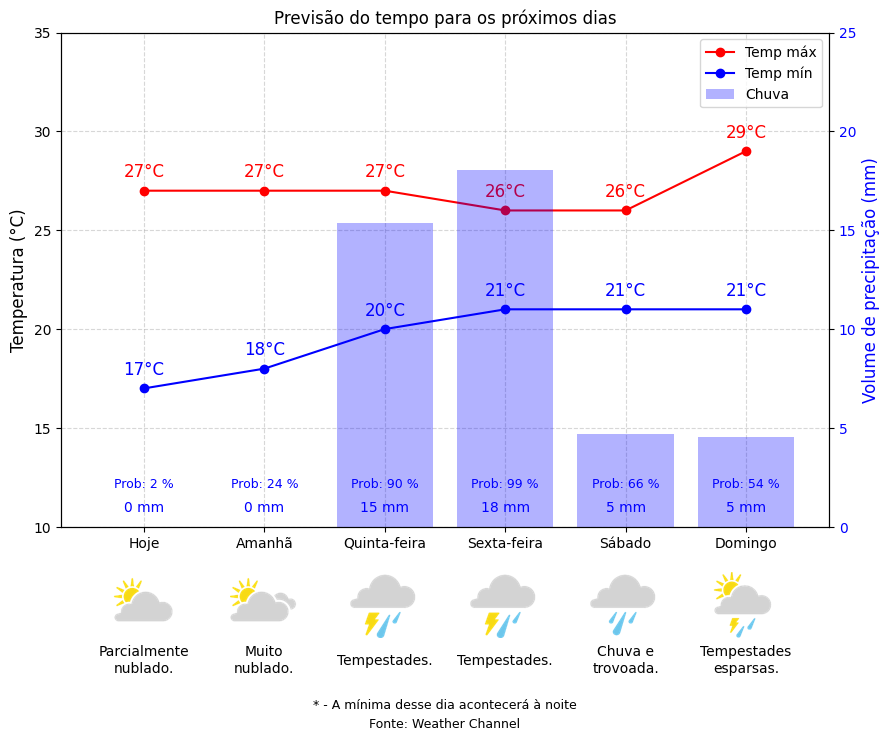 Previsão do tempo para os próximos dias
35
30
25
20
15
10
Temperatura (°C)
25
20
15
10
5
0
Volume de precipitação (mm)
Temp máx
Temp mín
Chuva
27°C
27°C
27°C
26°C
26°C
29°C
17°C
18°C
20°C
21°C
21°C
21°C
Prob: 2 %
Prob: 24 %
Prob: 90 %
Prob: 99 %
Prob: 66 %
Prob: 54 %
0 mm
0 mm
15 mm
18 mm
5 mm
5 mm
Hoje
Amanhã
Quinta-feira
Sexta-feira
Sábado
Domingo
Parcialmente
nublado.
Muito
nublado.
Tempestades.
Tempestades.
Chuva e
trovoada.
Tempestades
esparsas.
* - A mínima desse dia acontecerá à noite
Fonte: Weather Channel